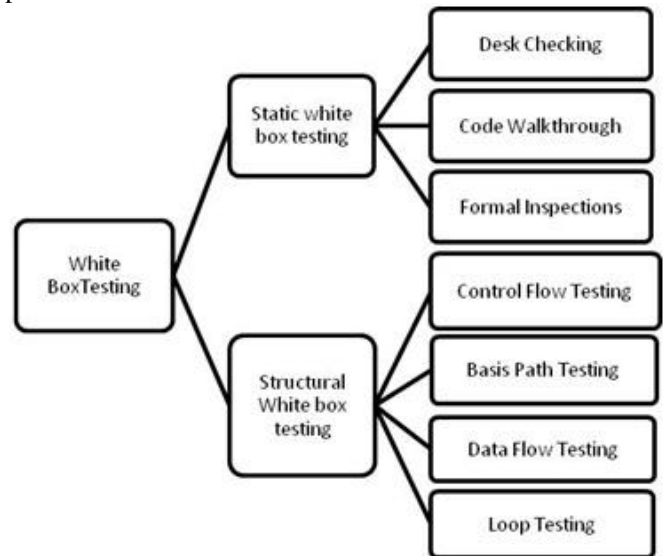 Desk Checking
Static white
box testing
Code Walkthrough
Formal Inspections
White
BoxTesting
Control Flow Testing
Structural
White box
testing
Basis Path Testing
Data Flow Testing
Loop Testing